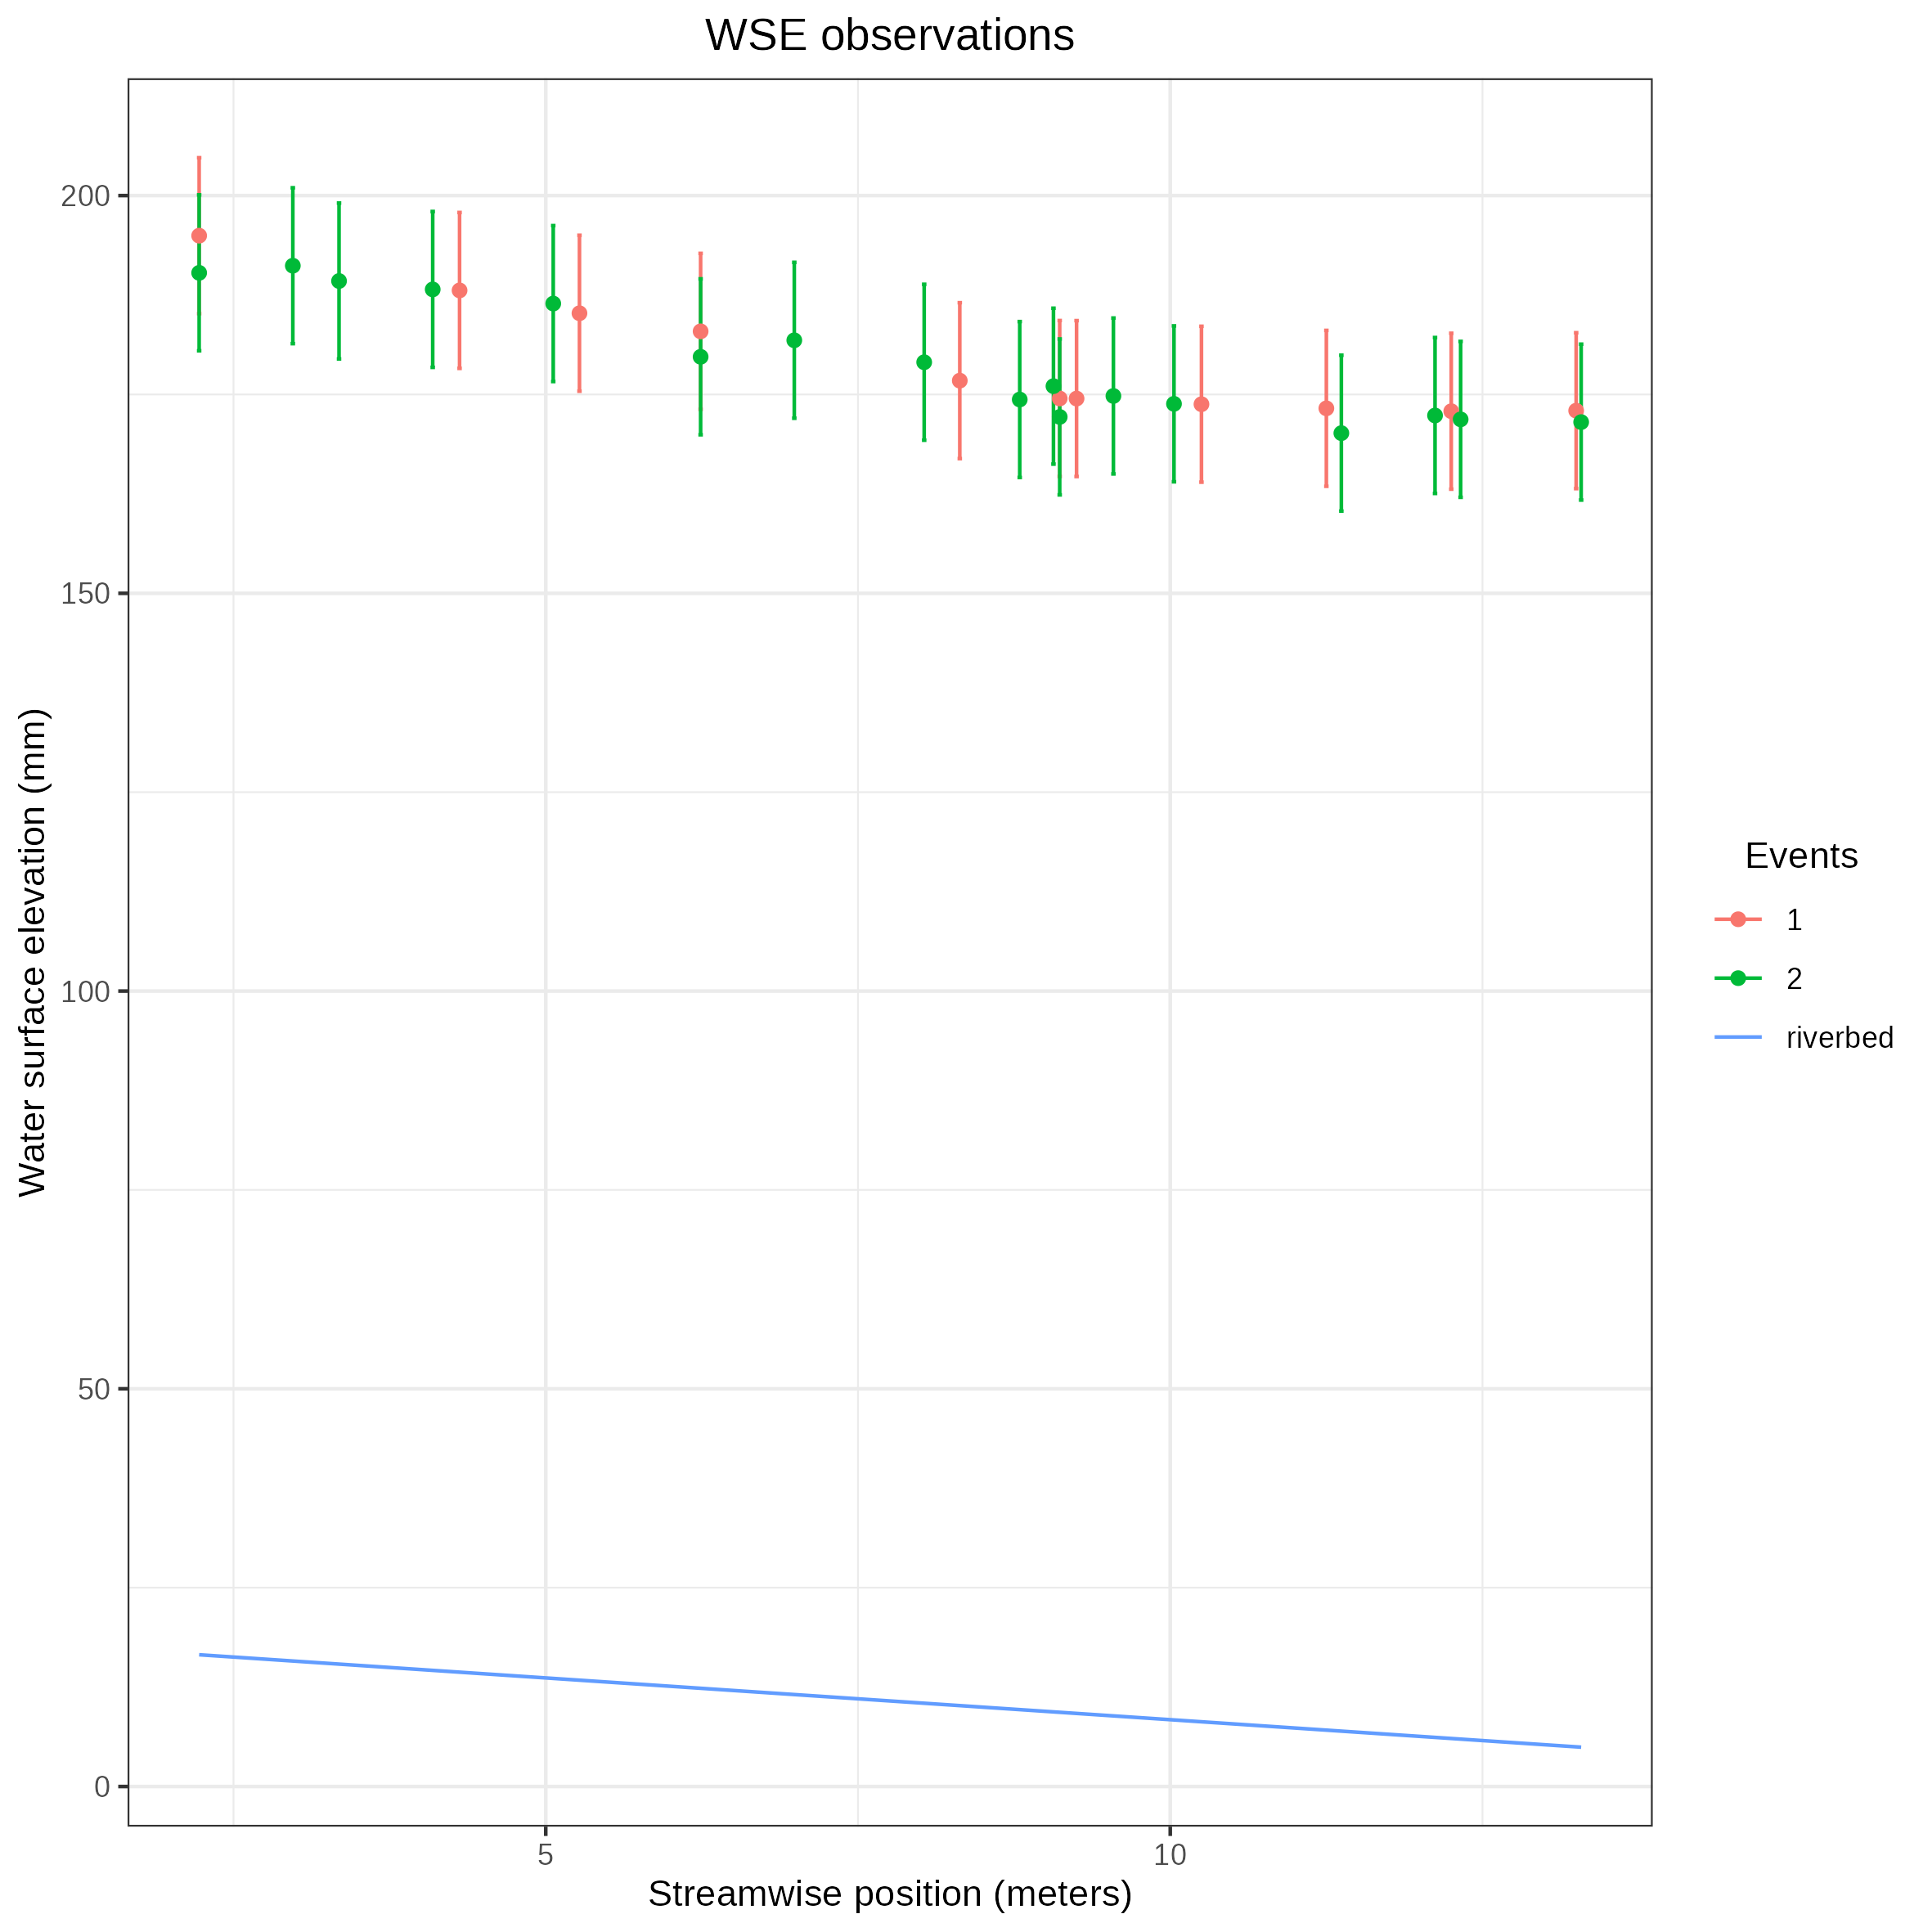 WSE observations
200
150
100
50
0
Water surface elevation (mm)
5
10
Streamwise position (meters)
Events
1
2
riverbed